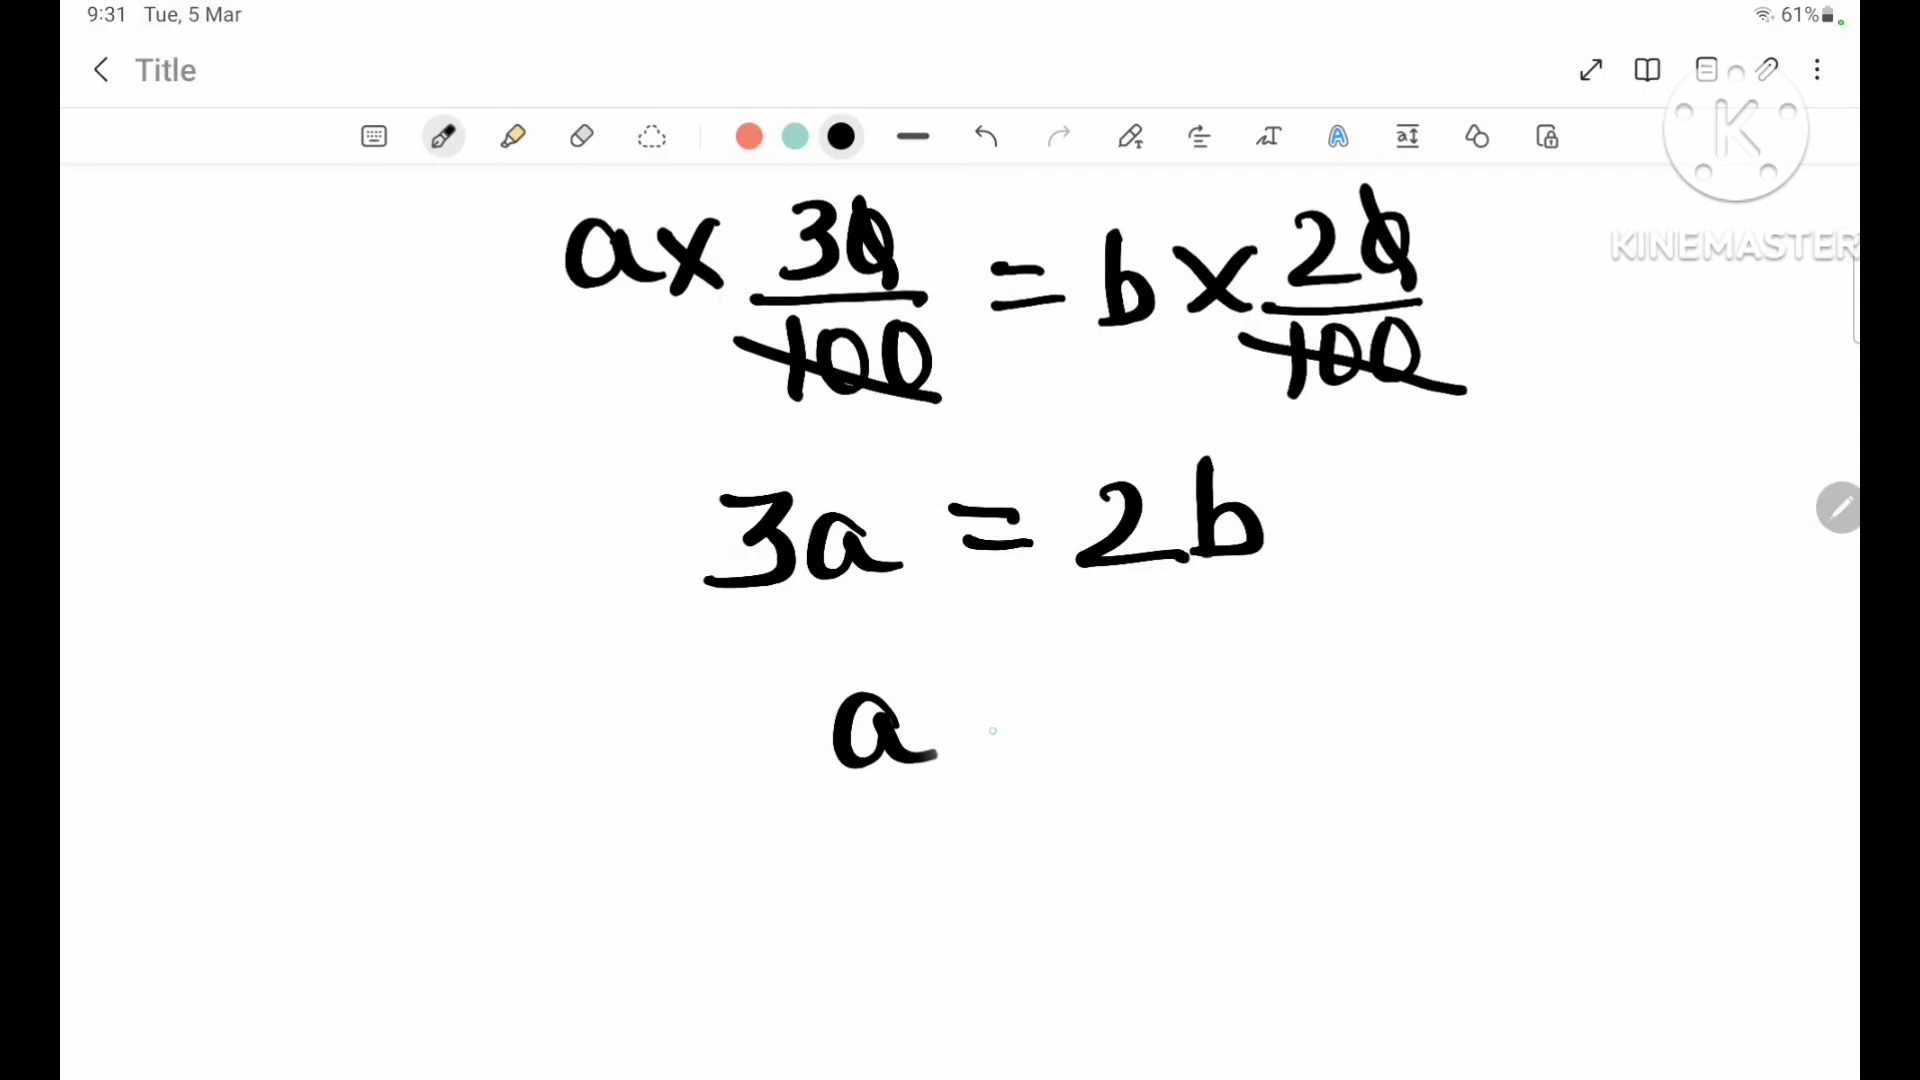 9:31 Tue, 5 Mar 61%
Title
K
KINEMASTER
a× 30/100 = b× 20/100
3a = 2b
a